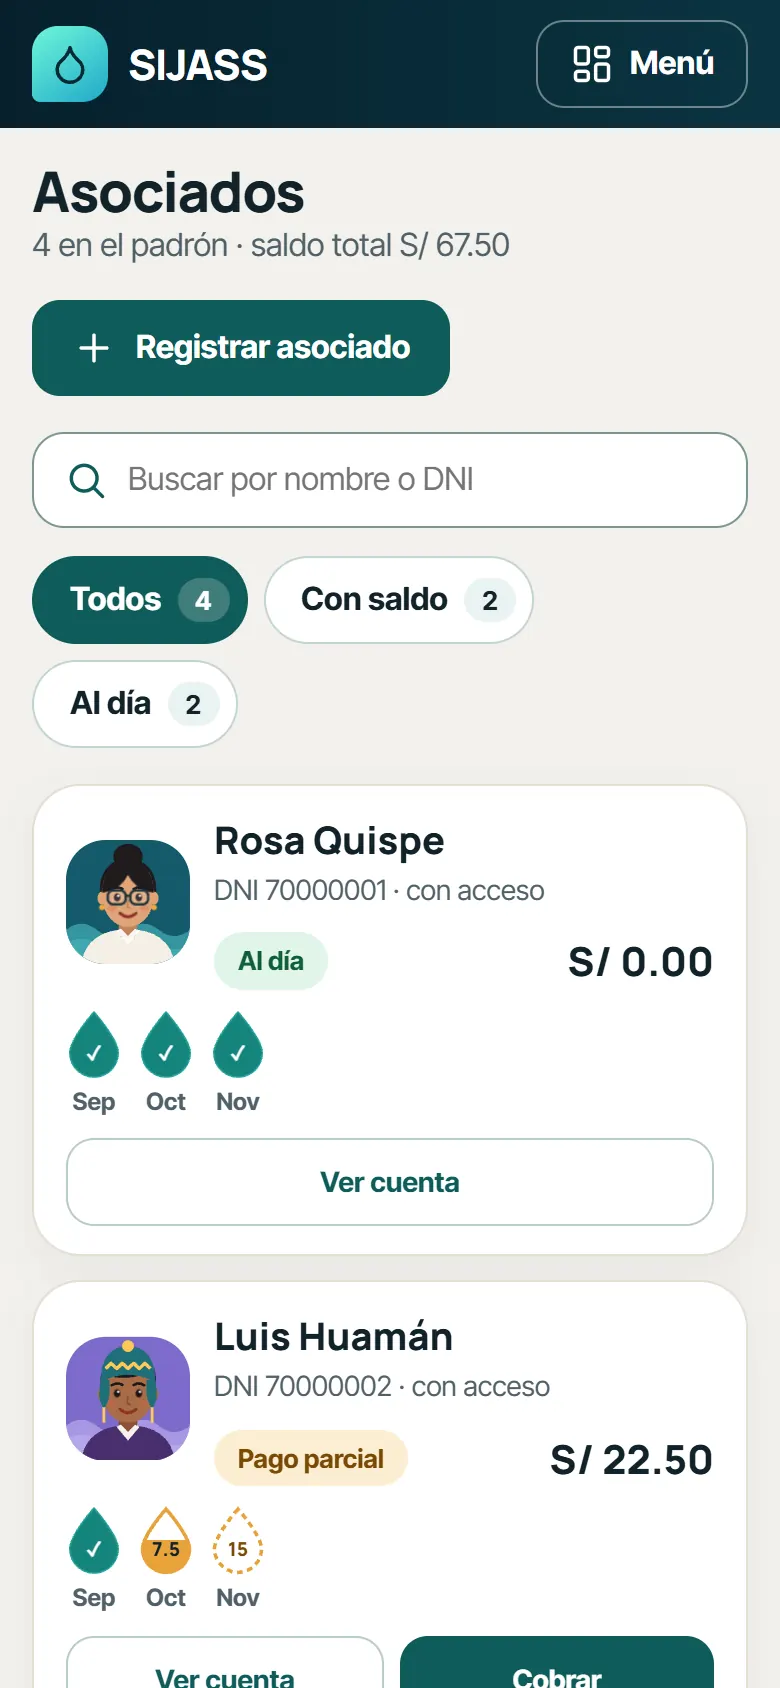 SIJASS
Menú
Asociados
4 en el padrón · saldo total S/ 67.50
Registrar asociado
Buscar por nombre o DNI
Todos 4
Con saldo 2
Al día 2
Rosa Quispe
DNI 70000001 · con acceso
Al día
S/ 0.00
Sep Oct Nov
Ver cuenta
Luis Huamán
DNI 70000002 · con acceso
Pago parcial
S/ 22.50
7.5 15
Sep Oct Nov
Ver cuenta
Cobrar